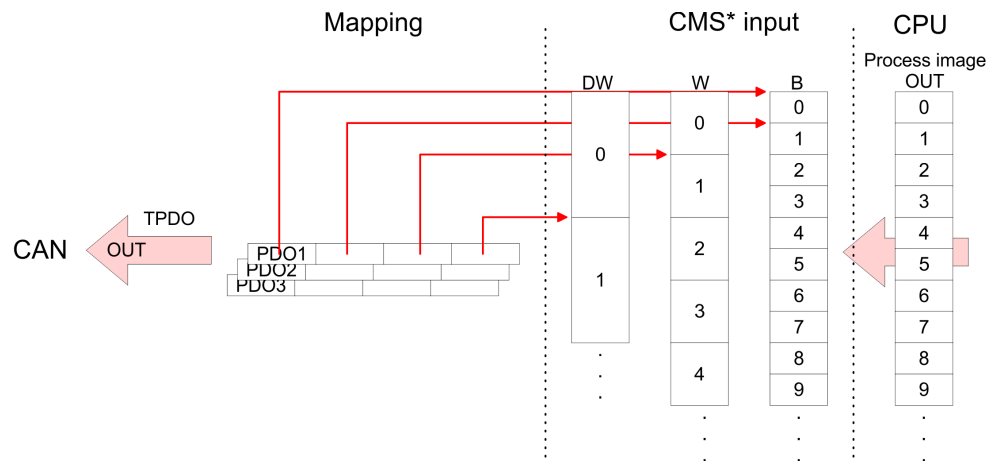 Mapping
CMS* input
CPU
Process image
OUT
DW
W
B
0
1
0
1
2
3
4
0
1
2
3
4
5
6
7
8
9
0
1
2
3
4
5
6
7
8
9
TPDO
CAN
OUT
PDO1
PDO2
PDO3